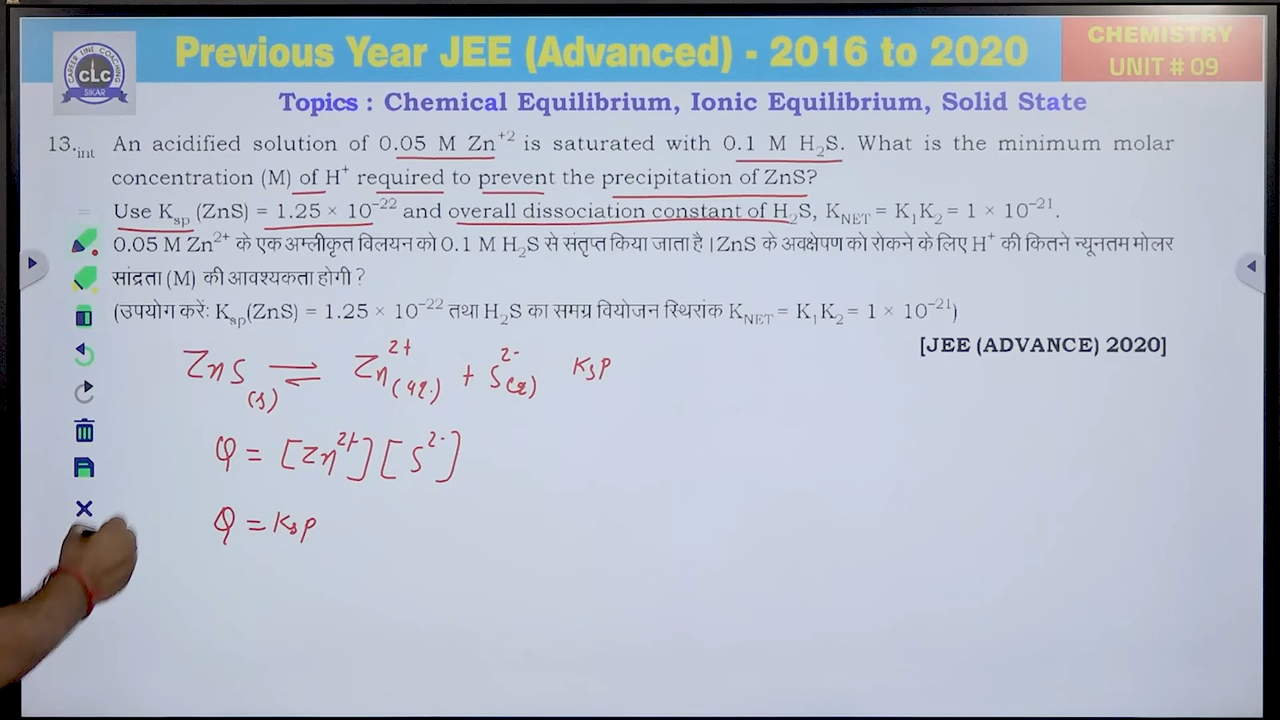 Previous Year JEE (Advanced) - 2016 to 2020
CHEMISTRY
UNIT # 09
CAREER LINE COACHING
CLC
SIKAR
Topics : Chemical Equilibrium, Ionic Equilibrium, Solid State
13.int An acidified solution of 0.05 M Zn⁺² is saturated with 0.1 M H₂S. What is the minimum molar
concentration (M) of H⁺ required to prevent the precipitation of ZnS?
Use Kₛₚ (ZnS) = 1.25 × 10⁻²² and overall dissociation constant of H₂S, K_NET = K₁K₂ = 1 × 10⁻²¹.
0.05 M Zn²⁺ के एक अम्लीकृत विलयन को 0.1 M H₂S से संतृप्त किया जाता है। ZnS के अवक्षेपण को रोकने के लिए H⁺ की कितने न्यूनतम मोलर
सांद्रता (M) की आवश्यकता होगी ?
(उपयोग करें: Kₛₚ(ZnS) = 1.25 × 10⁻²² तथा H₂S का समग्र वियोजन स्थिरांक K_NET = K₁K₂ = 1 × 10⁻²¹)
[JEE (ADVANCE) 2020]
ZnS(s) ⇌ Zn²⁺(aq.) + S²⁻(aq) Ksp
Q = [Zn²⁺][S²⁻]
Q = Ksp